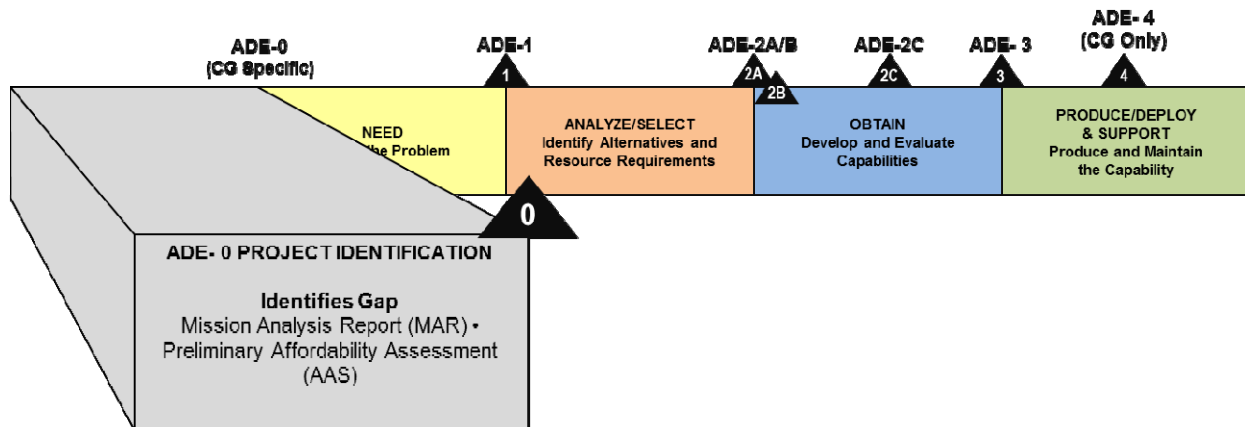 ADE-0
(CG Specific)
ADE-1
ADE-2A/B
ADE-2C
ADE- 3
ADE- 4
(CG Only)
1
2A
2B
2C
3
4
NEED
the Problem
ANALYZE/SELECT
Identify Alternatives and
Resource Requirements
OBTAIN
Develop and Evaluate
Capabilities
PRODUCE/DEPLOY
& SUPPORT
Produce and Maintain
the Capability
0
ADE- 0 PROJECT IDENTIFICATION
Identifies Gap
Mission Analysis Report (MAR) •
Preliminary Affordability Assessment
(AAS)